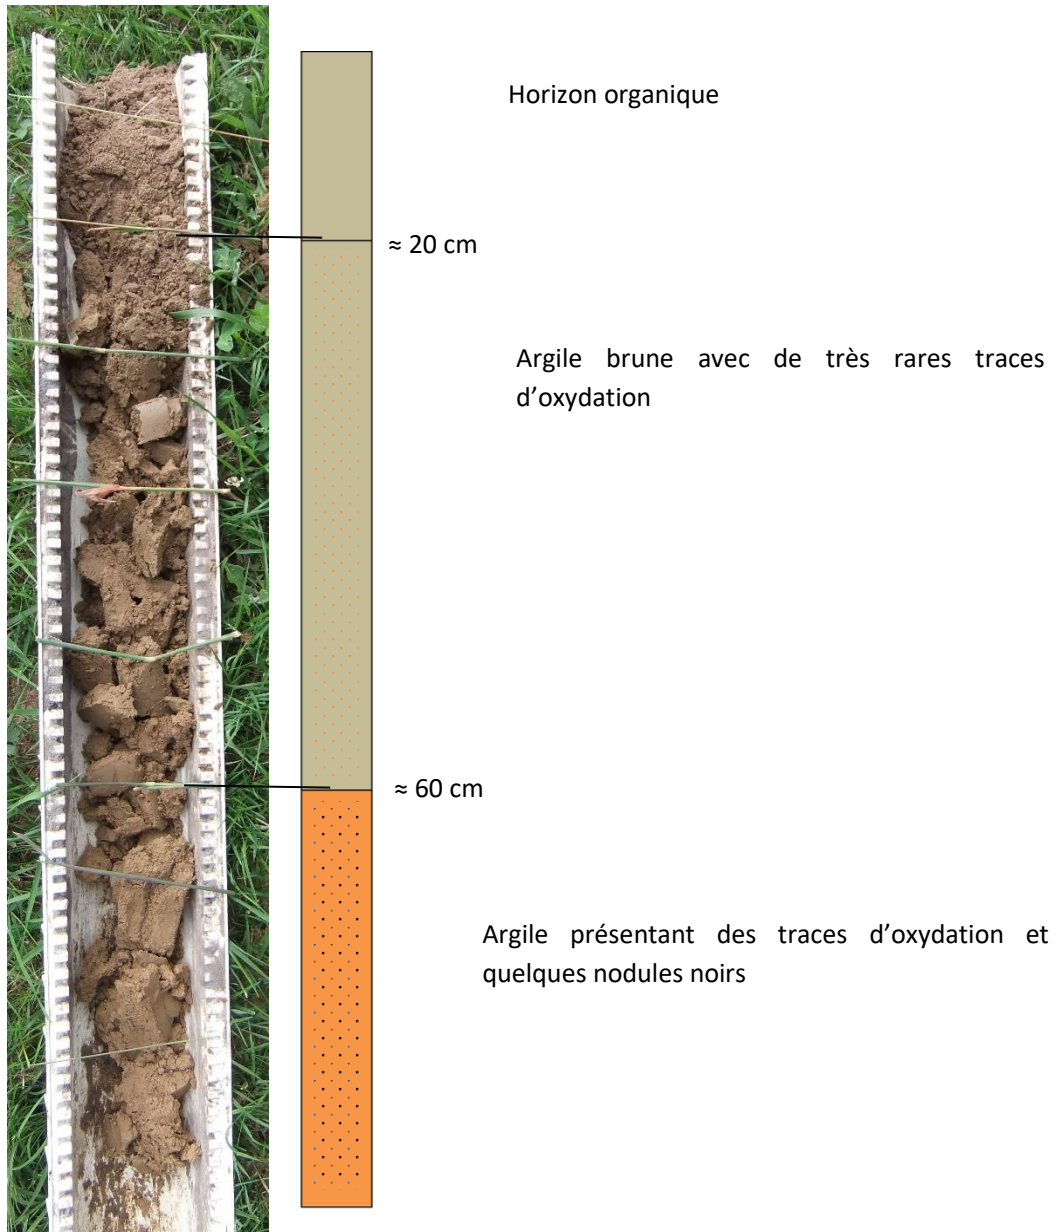 Horizon organique
≈ 20 cm
Argile brune avec de très rares traces
d’oxydation
≈ 60 cm
Argile présentant des traces d’oxydation et
quelques nodules noirs